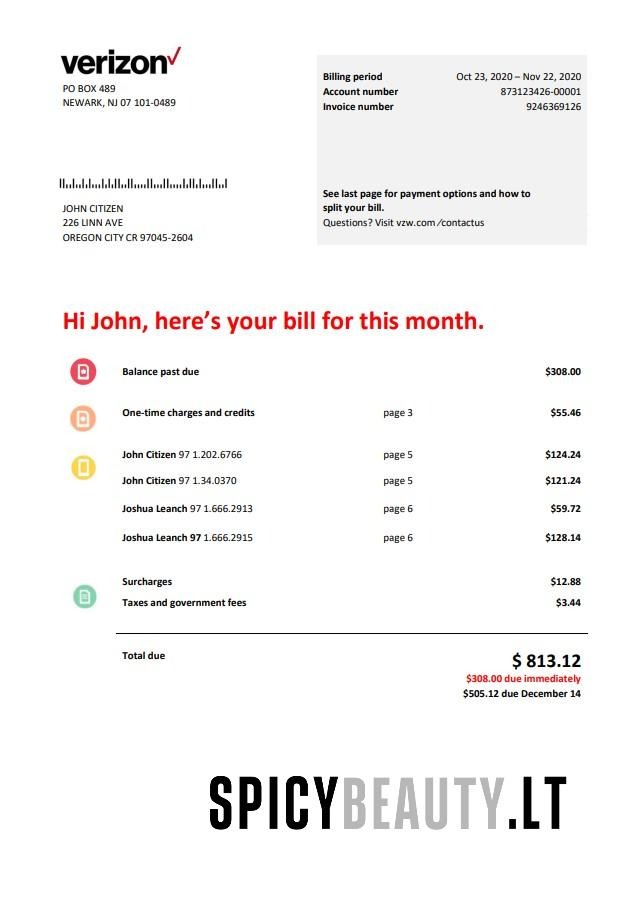 verizon
PO BOX 489
NEWARK, NJ 07 101-0489
Billing period Oct 23, 2020 – Nov 22, 2020
Account number 873123426-00001
Invoice number 9246369126
See last page for payment options and how to
split your bill.
Questions? Visit vzw.com/contactus
JOHN CITIZEN
226 LINN AVE
OREGON CITY CR 97045-2604
Hi John, here’s your bill for this month.
Balance past due $308.00
One-time charges and credits page 3 $55.46
John Citizen 97 1.202.6766 page 5 $124.24
John Citizen 97 1.34.0370 page 5 $121.24
Joshua Leanch 97 1.666.2913 page 6 $59.72
Joshua Leanch 97 1.666.2915 page 6 $128.14
Surcharges $12.88
Taxes and government fees $3.44
Total due $ 813.12
$308.00 due immediately
$505.12 due December 14
SPICYBEAUTY.LT